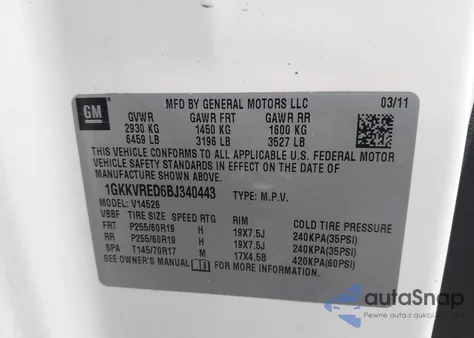 GM
MFD BY GENERAL MOTORS LLC 03/11
GVWR GAWR FRT GAWR RR
2930 KG 1450 KG 1600 KG
6459 LB 3196 LB 3527 LB
THIS VEHICLE CONFORMS TO ALL APPLICABLE U.S. FEDERAL MOTOR
VEHICLE SAFETY STANDARDS IN EFFECT ON THE DATE OF
MANUFACTURE SHOWN ABOVE.
1GKKVRED6BJ340443 TYPE: M.P.V.
MODEL: V14526
VBBF TIRE SIZE SPEED RTG RIM COLD TIRE PRESSURE
FRT P255/60R19 H 19X7.5J 240KPA(35PSI)
RR P255/60R19 H 19X7.5J 240KPA(35PSI)
SPA T145/70R17 M 17X4.5B 420KPA(60PSI)
SEE OWNER'S MANUAL FOR MORE INFORMATION.
autaSnap
Pewne auta z aukcji